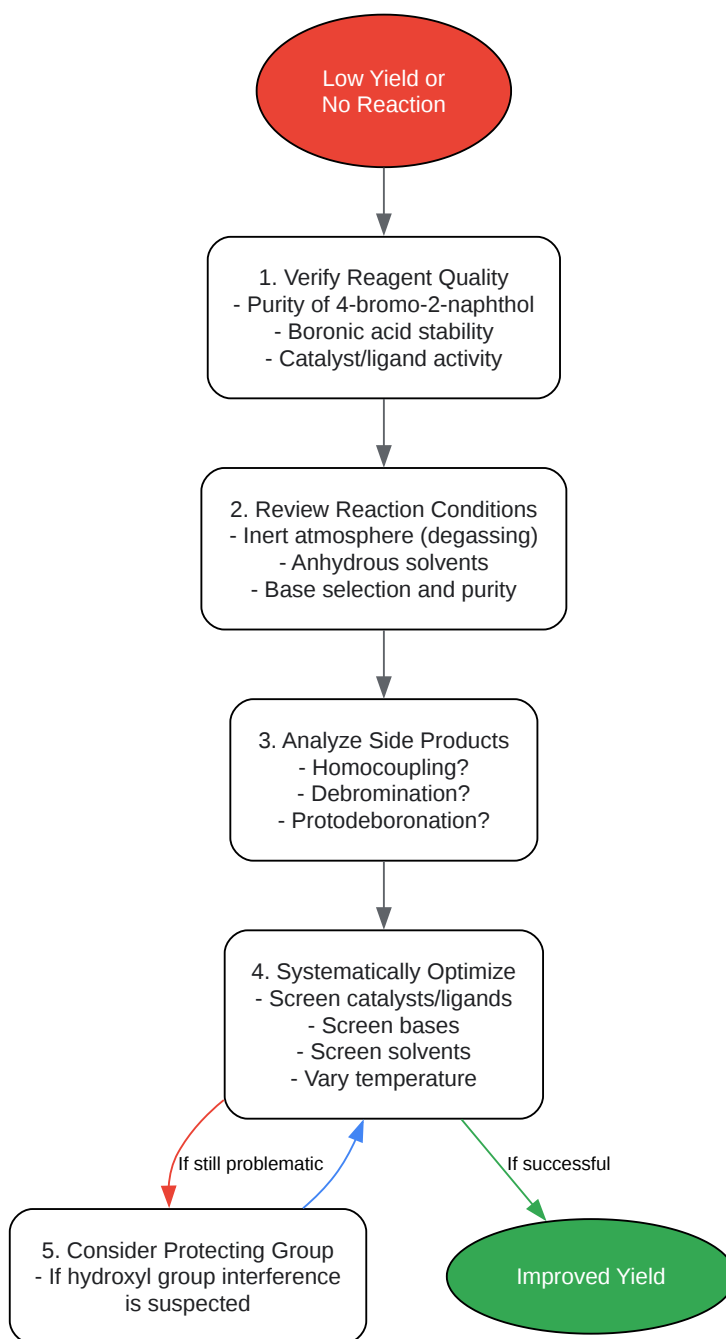 Low Yield or
No Reaction
1. Verify Reagent Quality
- Purity of 4-bromo-2-naphthol
- Boronic acid stability
- Catalyst/ligand activity
2. Review Reaction Conditions
- Inert atmosphere (degassing)
- Anhydrous solvents
- Base selection and purity
3. Analyze Side Products
- Homocoupling?
- Debromination?
- Protodeboronation?
4. Systematically Optimize
- Screen catalysts/ligands
- Screen bases
- Screen solvents
- Vary temperature
If still problematic
If successful
5. Consider Protecting Group
- If hydroxyl group interference
is suspected
Improved Yield